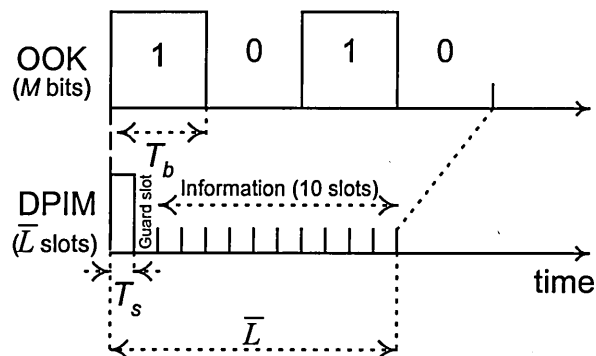 OOK
(M bits)
1 0 1 0
T_b
DPIM
(L̅ slots)
Guard slot
Information (10 slots)
time
T_s
L̅